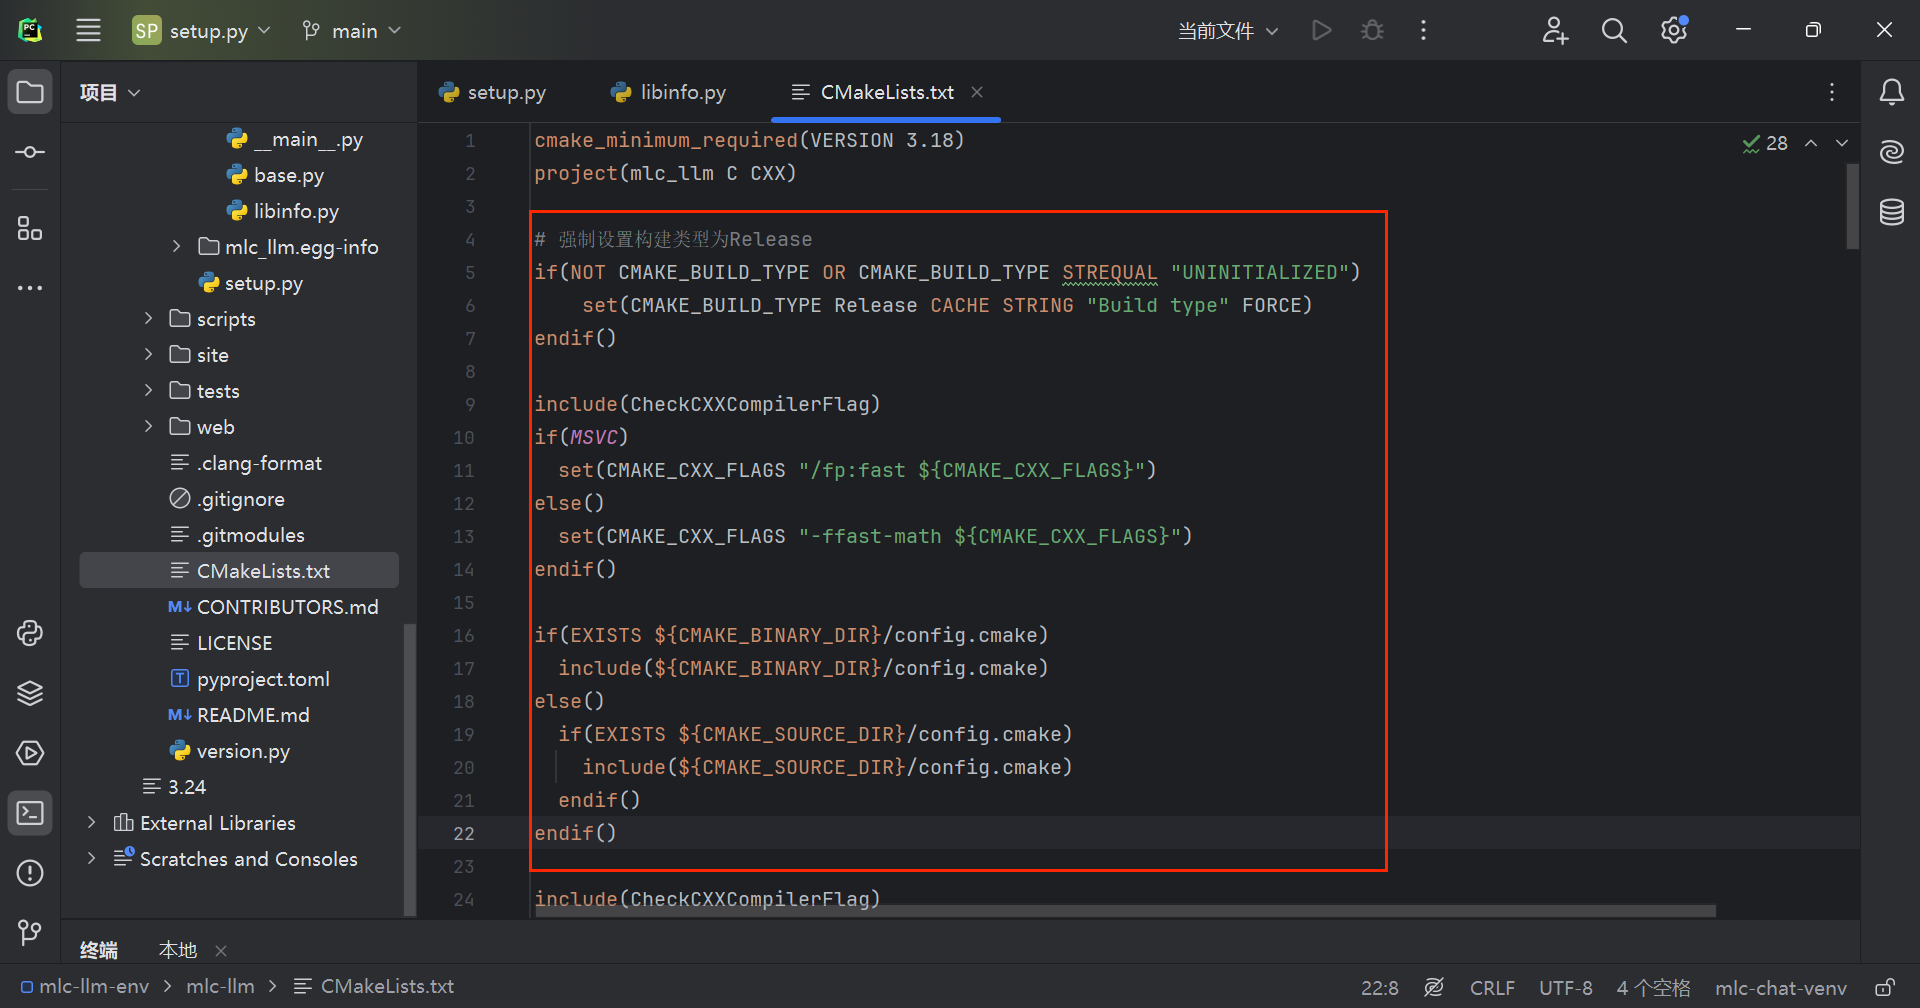 PC
SP setup.py
main
当前文件
项目
__main__.py
base.py
libinfo.py
mlc_llm.egg-info
setup.py
scripts
site
tests
web
.clang-format
.gitignore
.gitmodules
CMakeLists.txt
M↓ CONTRIBUTORS.md
LICENSE
T pyproject.toml
M↓ README.md
version.py
3.24
External Libraries
Scratches and Consoles
setup.py libinfo.py CMakeLists.txt
28
1 cmake_minimum_required(VERSION 3.18)
2 project(mlc_llm C CXX)
3
4 # 强制设置构建类型为Release
5 if(NOT CMAKE_BUILD_TYPE OR CMAKE_BUILD_TYPE STREQUAL "UNINITIALIZED")
6     set(CMAKE_BUILD_TYPE Release CACHE STRING "Build type" FORCE)
7 endif()
8
9 include(CheckCXXCompilerFlag)
10 if(MSVC)
11   set(CMAKE_CXX_FLAGS "/fp:fast ${CMAKE_CXX_FLAGS}")
12 else()
13   set(CMAKE_CXX_FLAGS "-ffast-math ${CMAKE_CXX_FLAGS}")
14 endif()
15
16 if(EXISTS ${CMAKE_BINARY_DIR}/config.cmake)
17   include(${CMAKE_BINARY_DIR}/config.cmake)
18 else()
19   if(EXISTS ${CMAKE_SOURCE_DIR}/config.cmake)
20     include(${CMAKE_SOURCE_DIR}/config.cmake)
21   endif()
22 endif()
23
24 include(CheckCXXCompilerFlag)
终端 本地
mlc-llm-env > mlc-llm > CMakeLists.txt
22:8 CRLF UTF-8 4 个空格 mlc-chat-venv